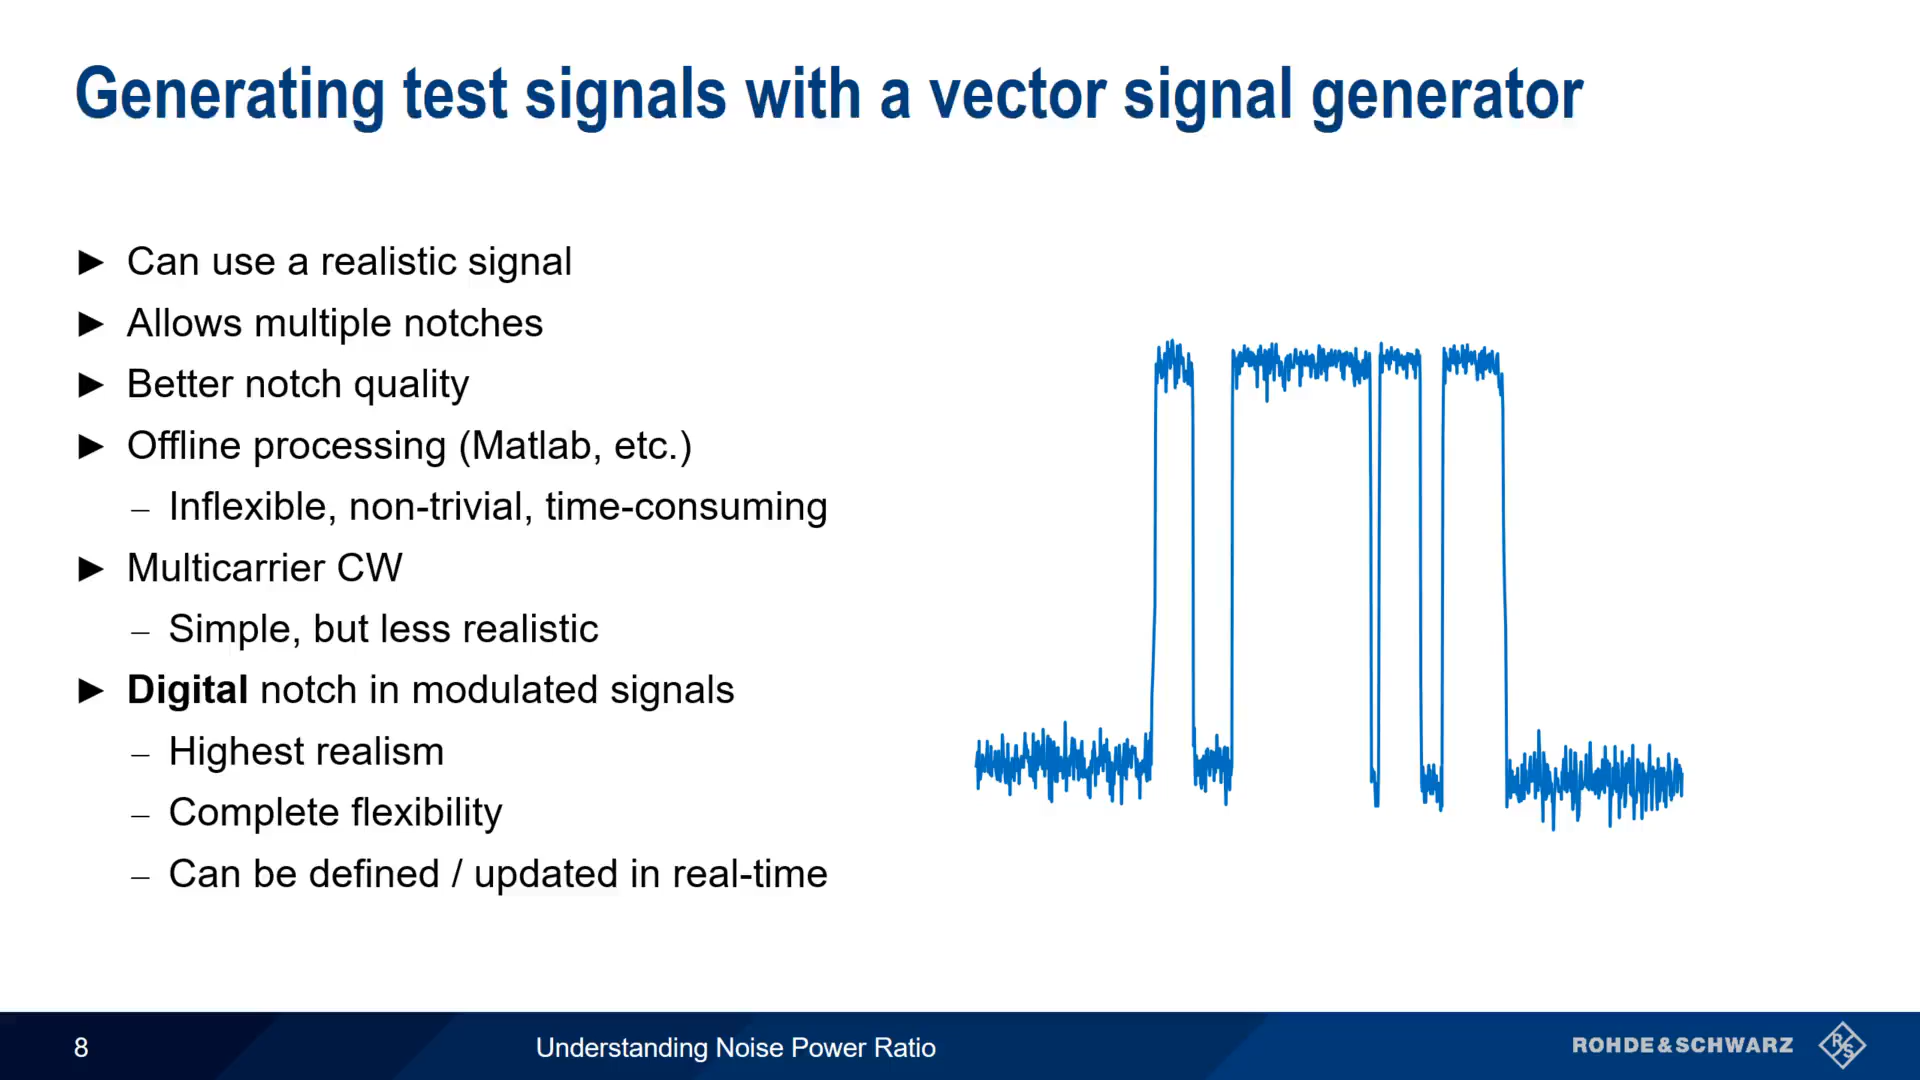 Generating test signals with a vector signal generator
► Can use a realistic signal
► Allows multiple notches
► Better notch quality
► Offline processing (Matlab, etc.)
– Inflexible, non-trivial, time-consuming
► Multicarrier CW
– Simple, but less realistic
► Digital notch in modulated signals
– Highest realism
– Complete flexibility
– Can be defined / updated in real-time
8
Understanding Noise Power Ratio
ROHDE&SCHWARZ
R&S